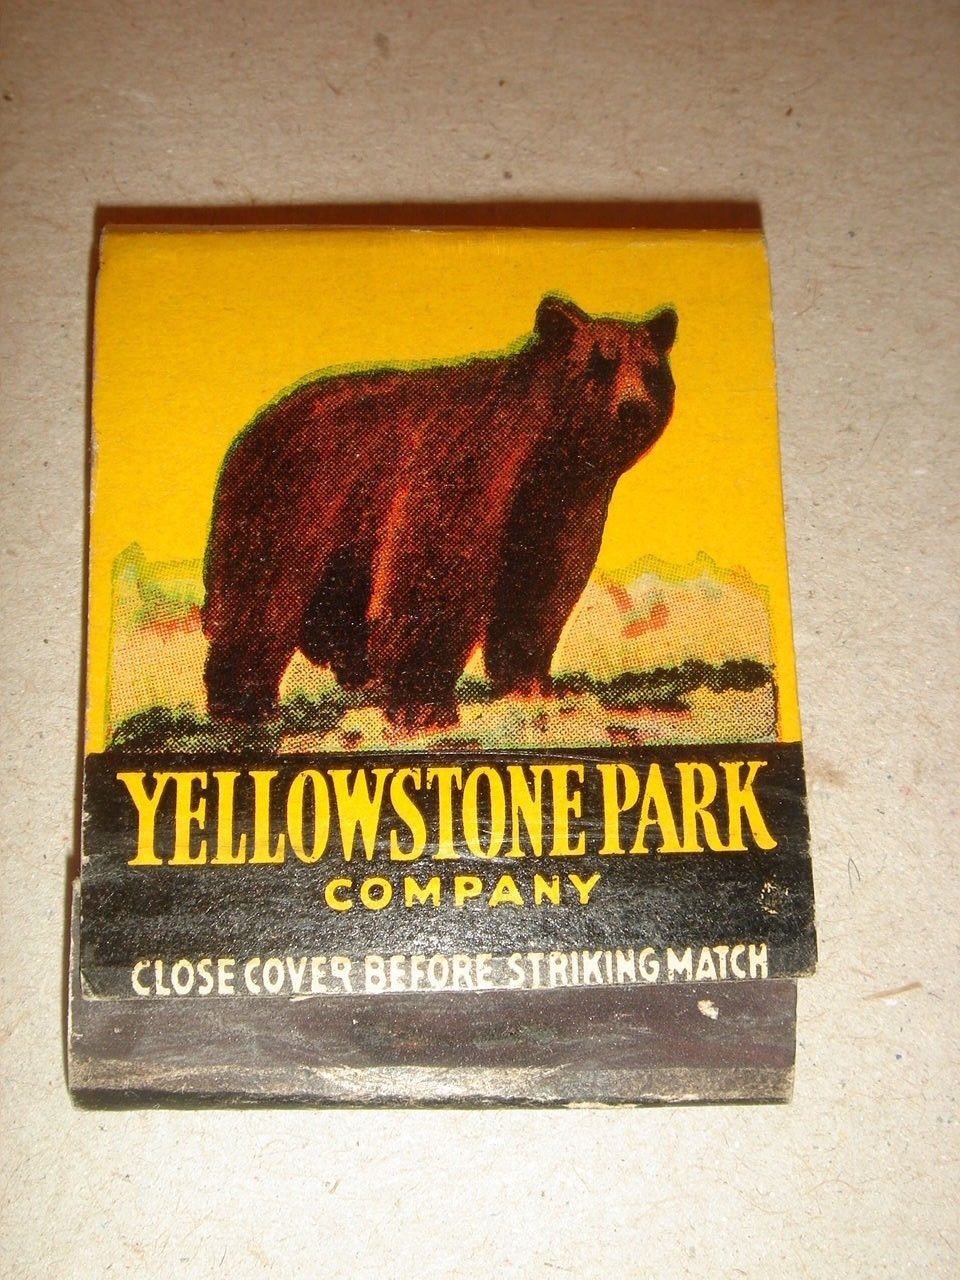 YELLOWSTONE PARK
COMPANY
CLOSE COVER BEFORE STRIKING MATCH